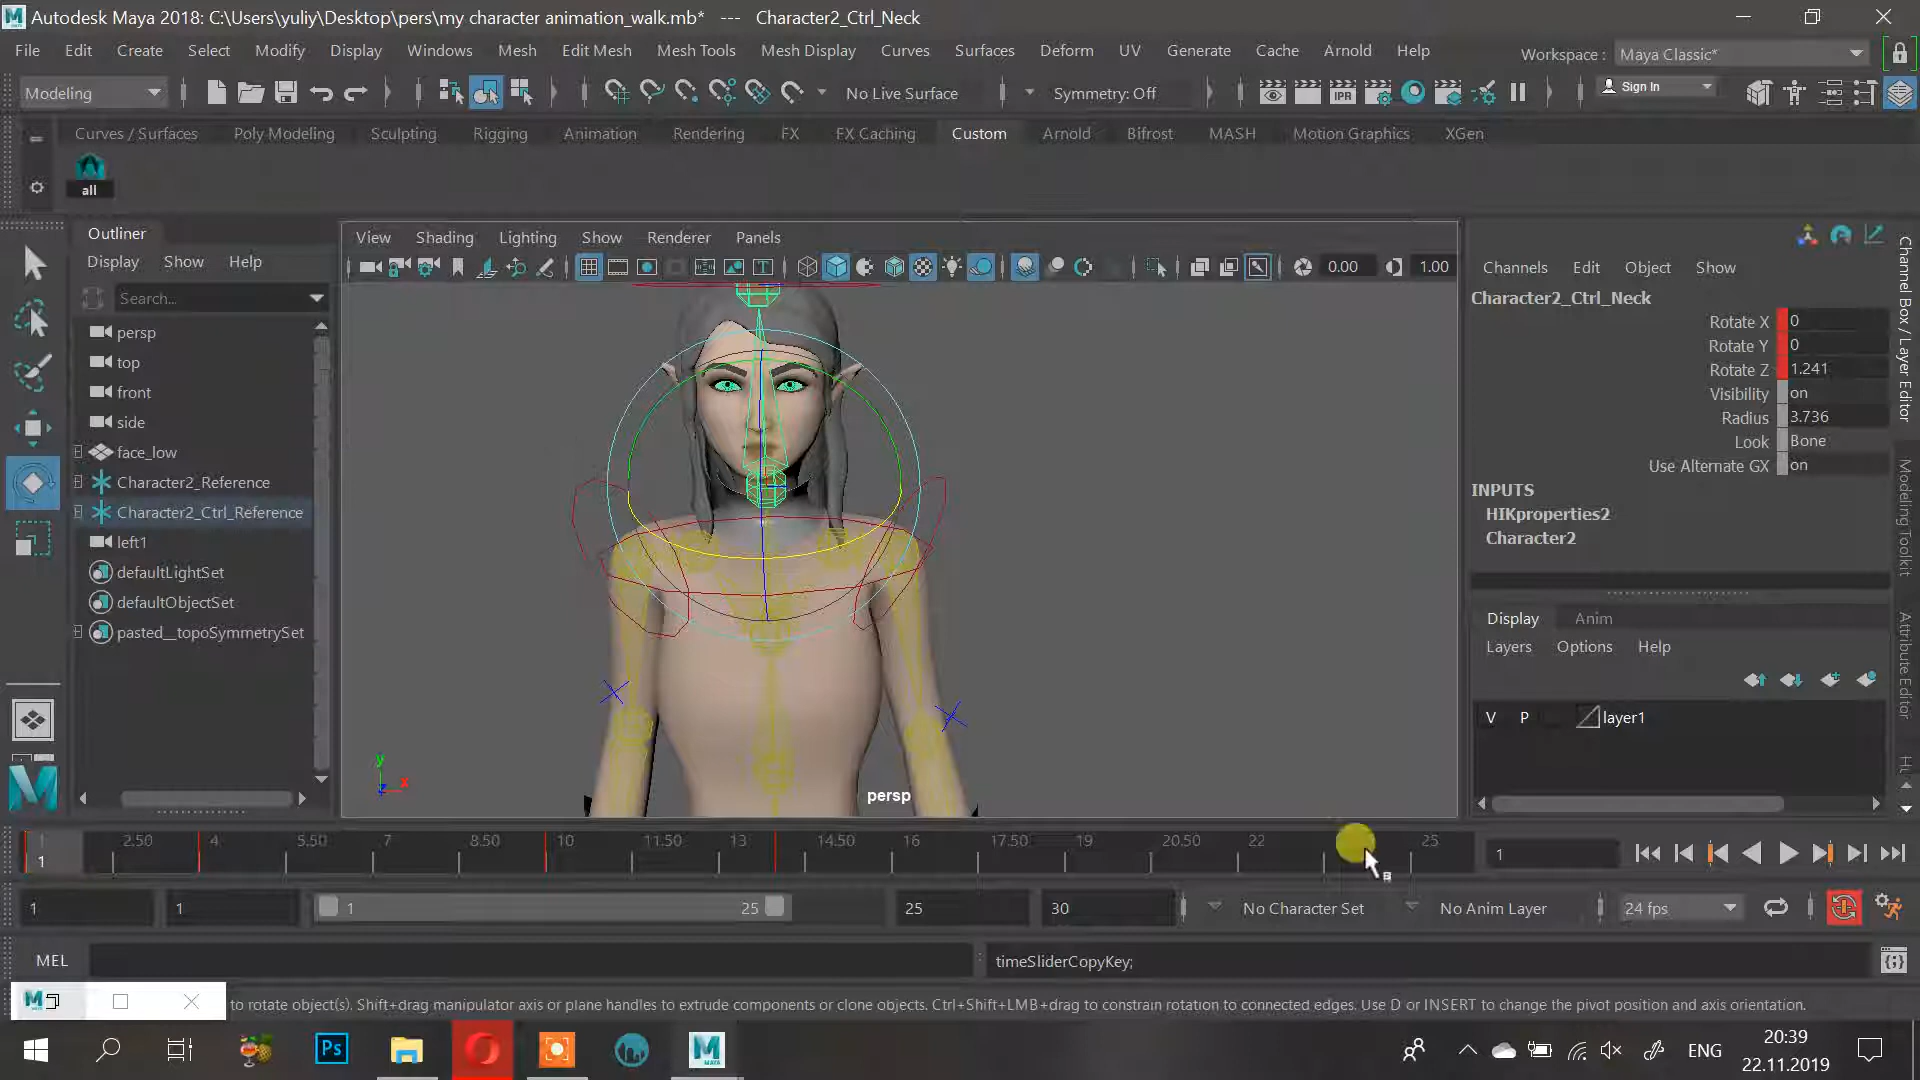 Autodesk Maya 2018: C:\Users\yuliy\Desktop\pers\my character animation_walk.mb* --- Character2_Ctrl_Neck
File Edit Create Select Modify Display Windows Mesh Edit Mesh Mesh Tools Mesh Display Curves Surfaces Deform UV Generate Cache Arnold Help Workspace : Maya Classic*
Modeling No Live Surface Symmetry: Off IPR Sign In
Curves / Surfaces Poly Modeling Sculpting Rigging Animation Rendering FX FX Caching Custom Arnold Bifrost MASH Motion Graphics XGen
all
Outliner
Display Show Help
Search...
persp
top
front
side
face_low
Character2_Reference
Character2_Ctrl_Reference
left1
defaultLightSet
defaultObjectSet
pasted__topoSymmetrySet
View Shading Lighting Show Renderer Panels
0.00 1.00
y
x
z
persp
Channels Edit Object Show
Character2_Ctrl_Neck
Rotate X 0
Rotate Y 0
Rotate Z 1.241
Visibility on
Radius 3.736
Look Bone
Use Alternate GX on
INPUTS
HIKproperties2
Character2
Display Anim
Layers Options Help
V P layer1
Channel Box / Layer Editor
Modeling Toolkit
Attribute Editor
1 2.50 4 5.50 7 8.50 10 11.50 13 14.50 16 17.50 19 20.50 22 25
1 1
1 1 1 25 25 30 No Character Set No Anim Layer 24 fps
MEL timeSliderCopyKey;
to rotate object(s). Shift+drag manipulator axis or plane handles to extrude components or clone objects. Ctrl+Shift+LMB+drag to constrain rotation to connected edges. Use D or INSERT to change the pivot position and axis orientation.
Ps
MAYA
ENG
20:39
22.11.2019